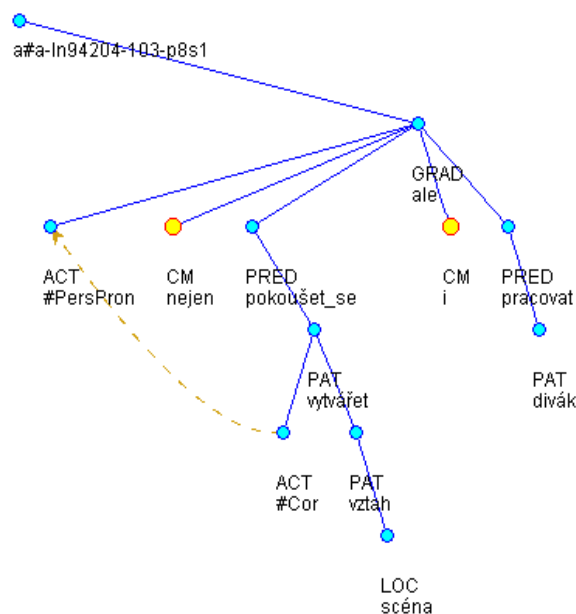 a#a-ln94204-103-p8s1
GRAD
ale
ACT
#PersPron
CM
nejen
PRED
pokoušet_se
CM
i
PRED
pracovat
PAT
vytvářet
PAT
divák
ACT
#Cor
PAT
vztah
LOC
scéna